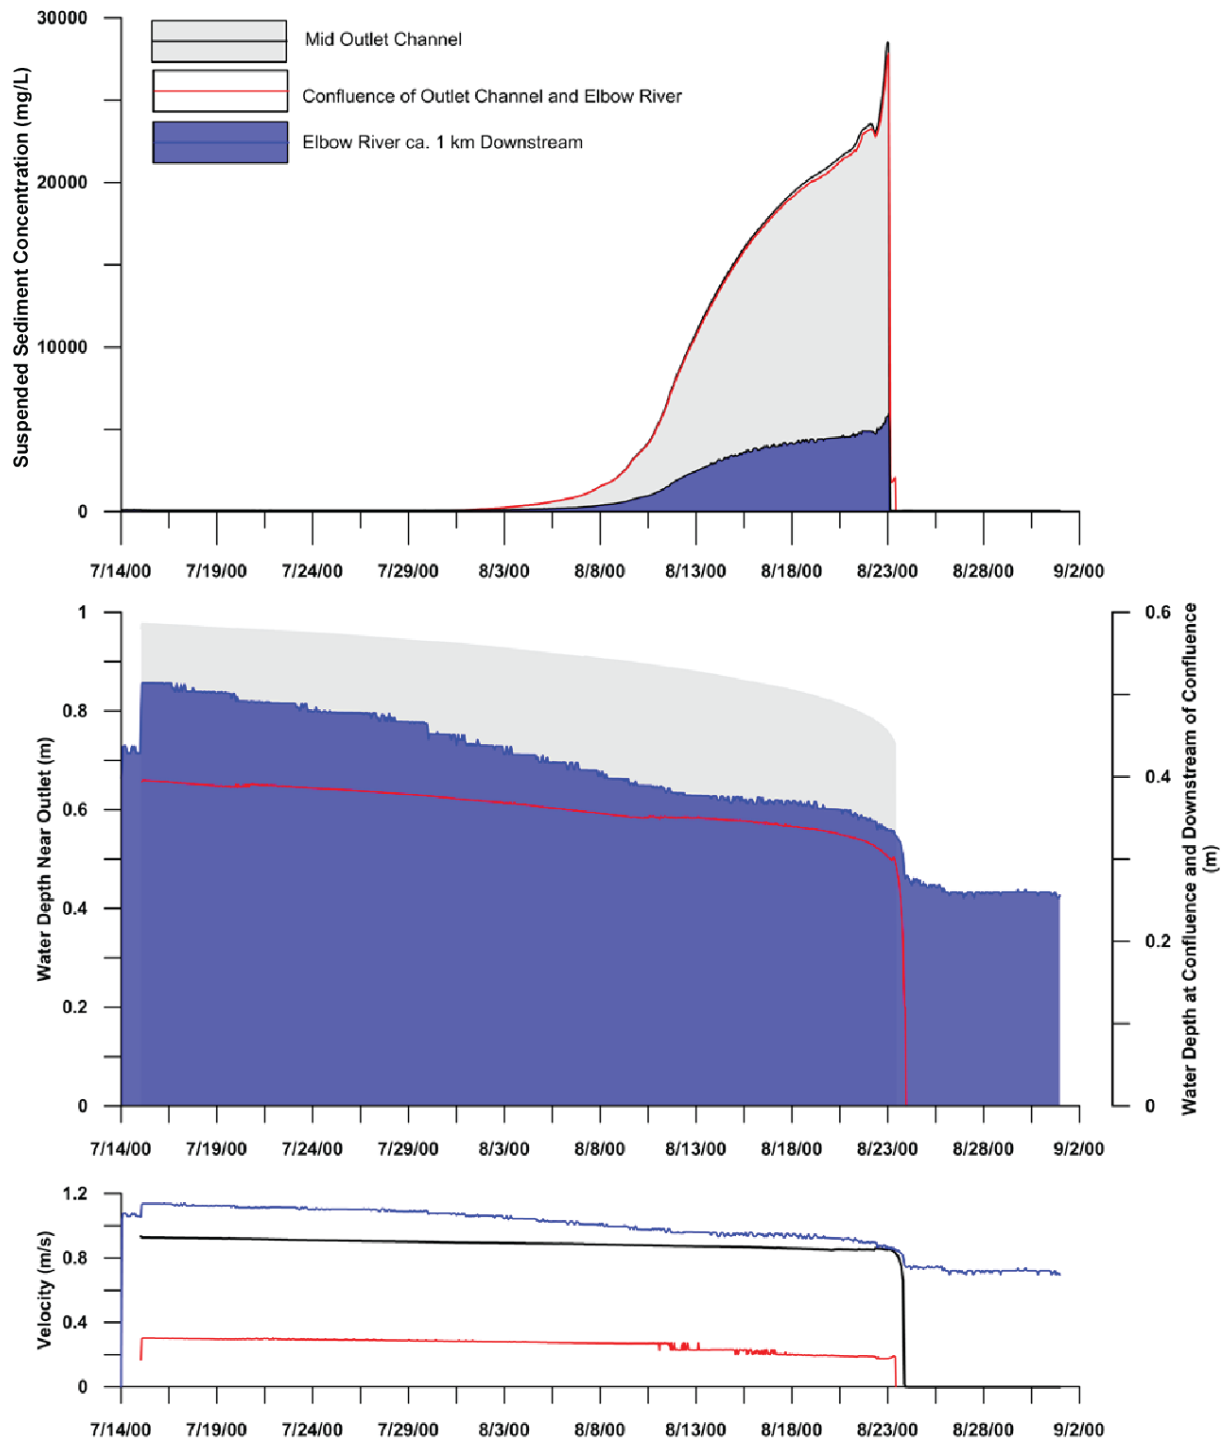 30000
Mid Outlet Channel
Confluence of Outlet Channel and Elbow River
Elbow River ca. 1 km Downstream
20000
10000
0
Suspended Sediment Concentration (mg/L)
7/14/00 7/19/00 7/24/00 7/29/00 8/3/00 8/8/00 8/13/00 8/18/00 8/23/00 8/28/00 9/2/00
1
0.8
0.6
0.4
0.2
0
Water Depth Near Outlet (m)
0.6
0.4
0.2
0
Water Depth at Confluence and Downstream of Confluence
(m)
7/14/00 7/19/00 7/24/00 7/29/00 8/3/00 8/8/00 8/13/00 8/18/00 8/23/00 8/28/00 9/2/00
1.2
0.8
0.4
0
Velocity (m/s)
7/14/00 7/19/00 7/24/00 7/29/00 8/3/00 8/8/00 8/13/00 8/18/00 8/23/00 8/28/00 9/2/00